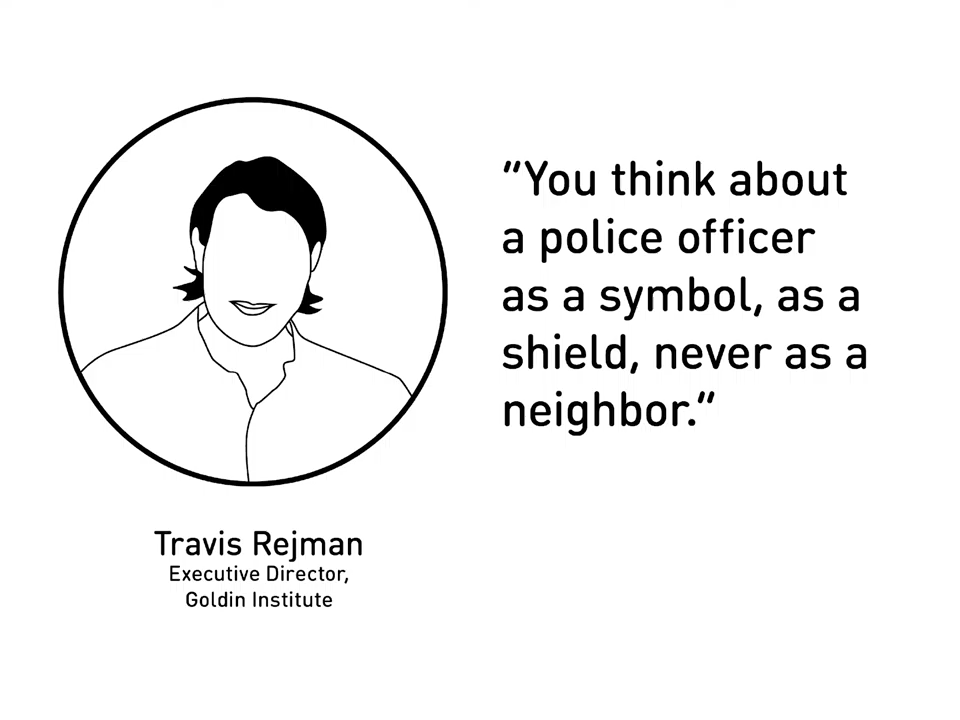 "You think about
a police officer
as a symbol, as a
shield, never as a
neighbor."
Travis Rejman
Executive Director,
Goldin Institute